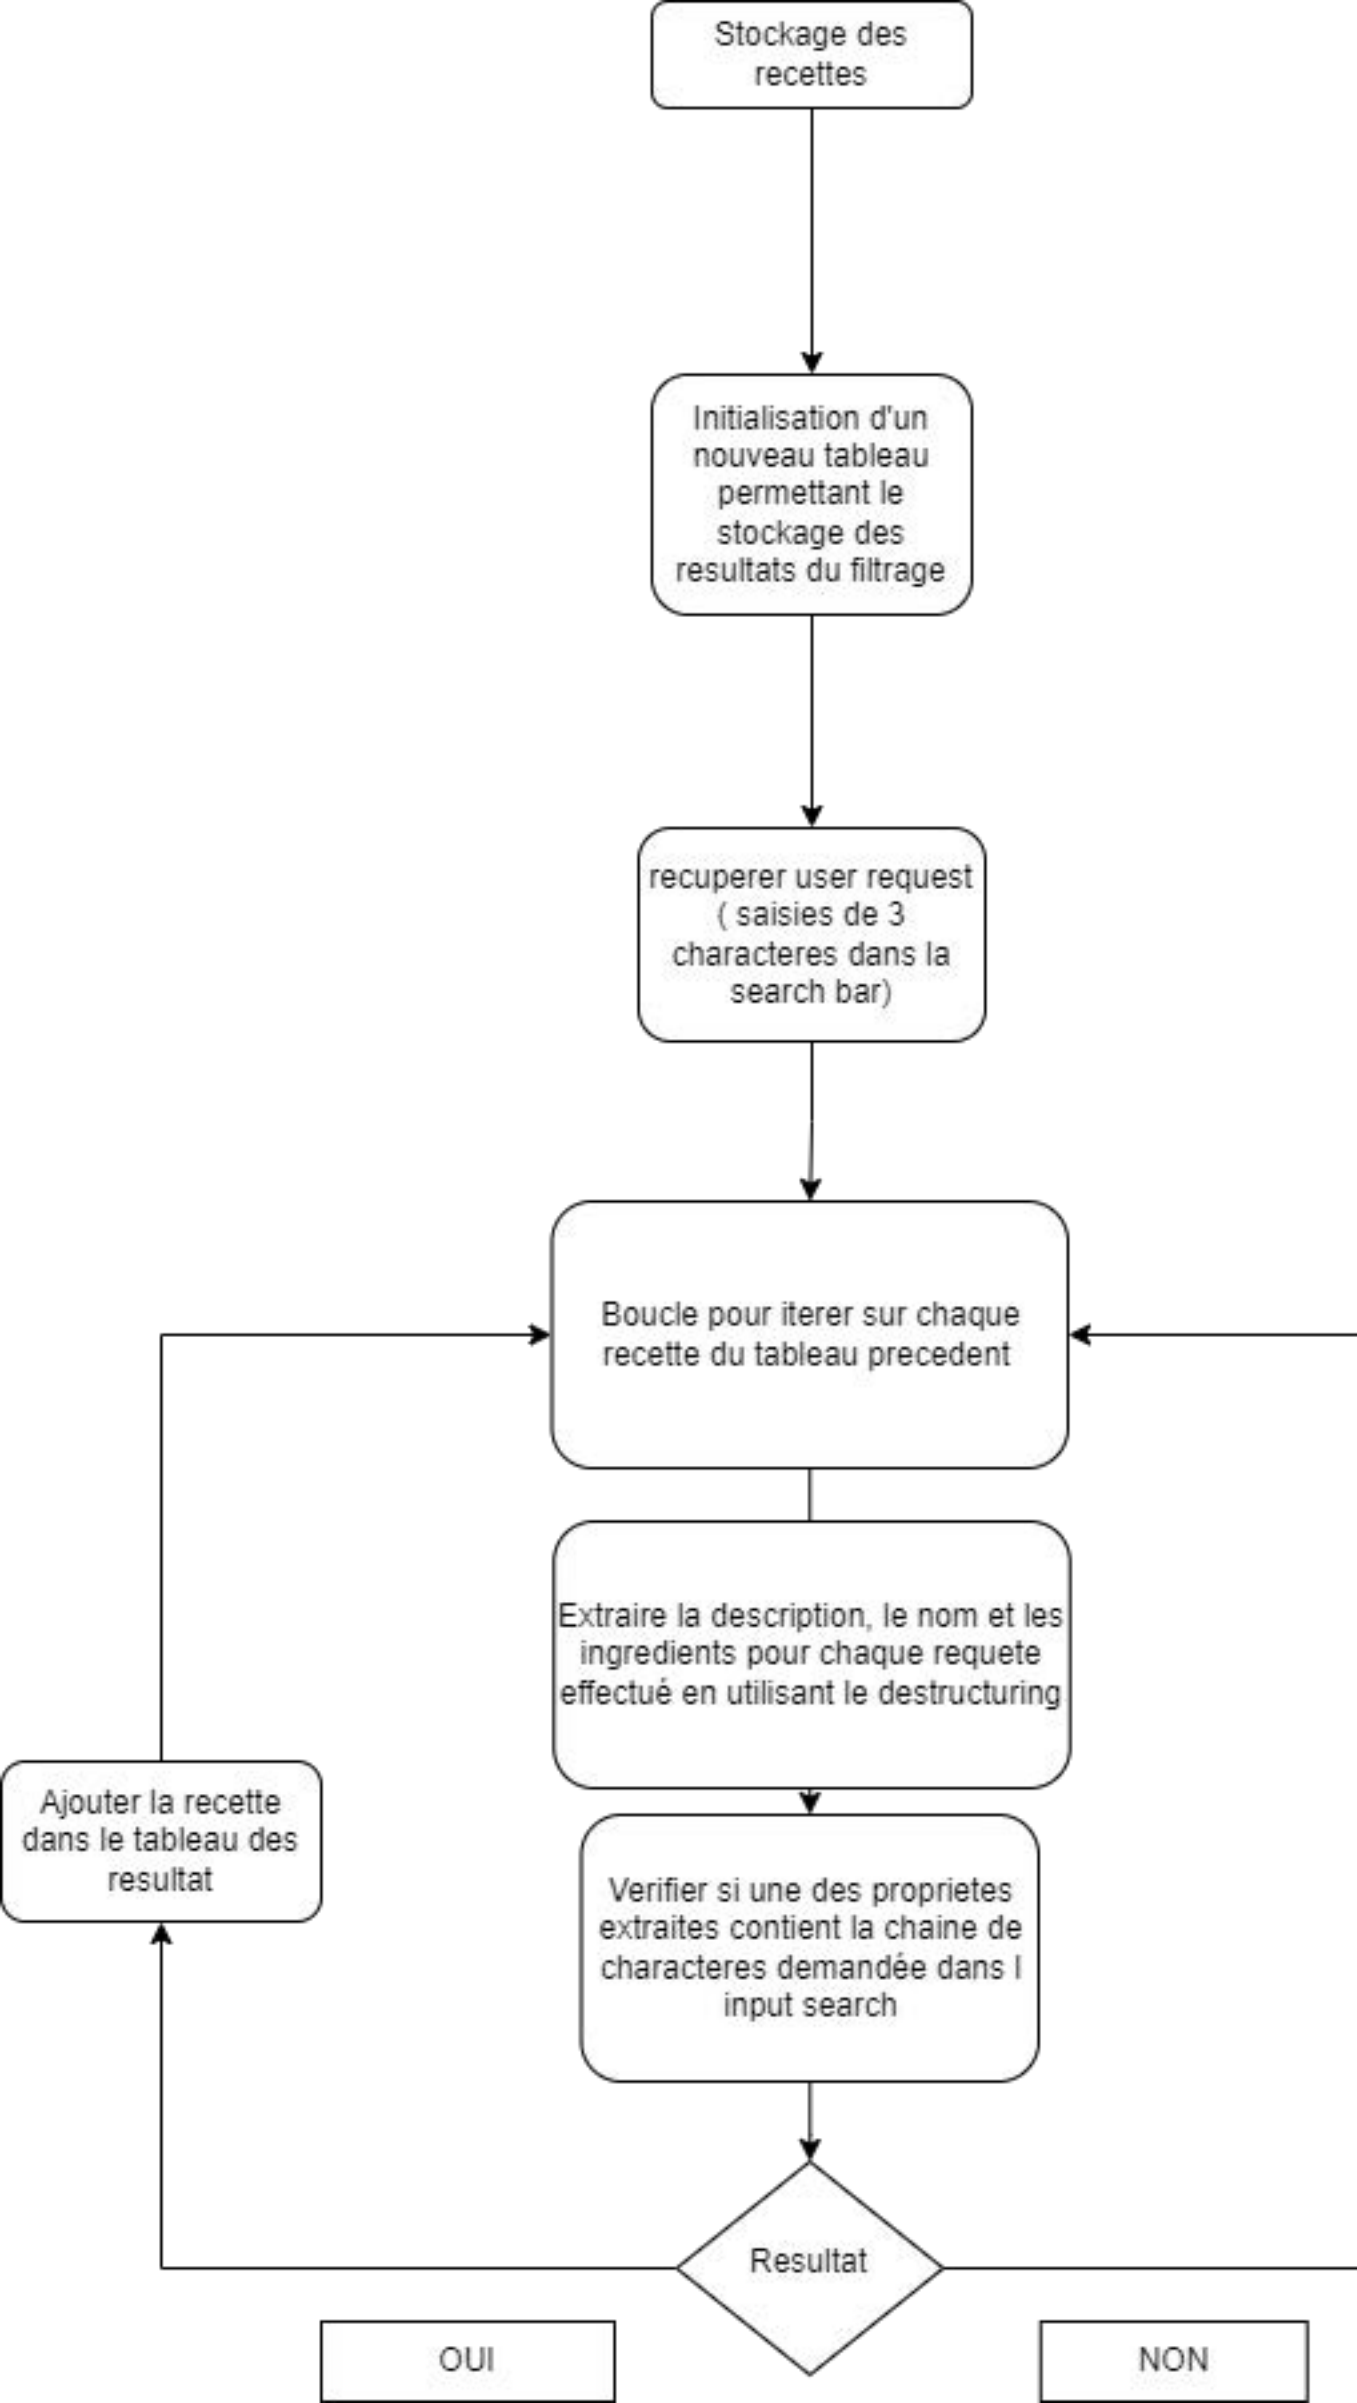 Stockage des
recettes
Initialisation d'un
nouveau tableau
permettant le
stockage des
resultats du filtrage
recuperer user request
( saisies de 3
characteres dans la
search bar)
Boucle pour iterer sur chaque
recette du tableau precedent
Extraire la description, le nom et les
ingredients pour chaque requete
effectué en utilisant le destructuring
Ajouter la recette
dans le tableau des
resultat
Verifier si une des proprietes
extraites contient la chaine de
characteres demandée dans l
input search
Resultat
OUI
NON